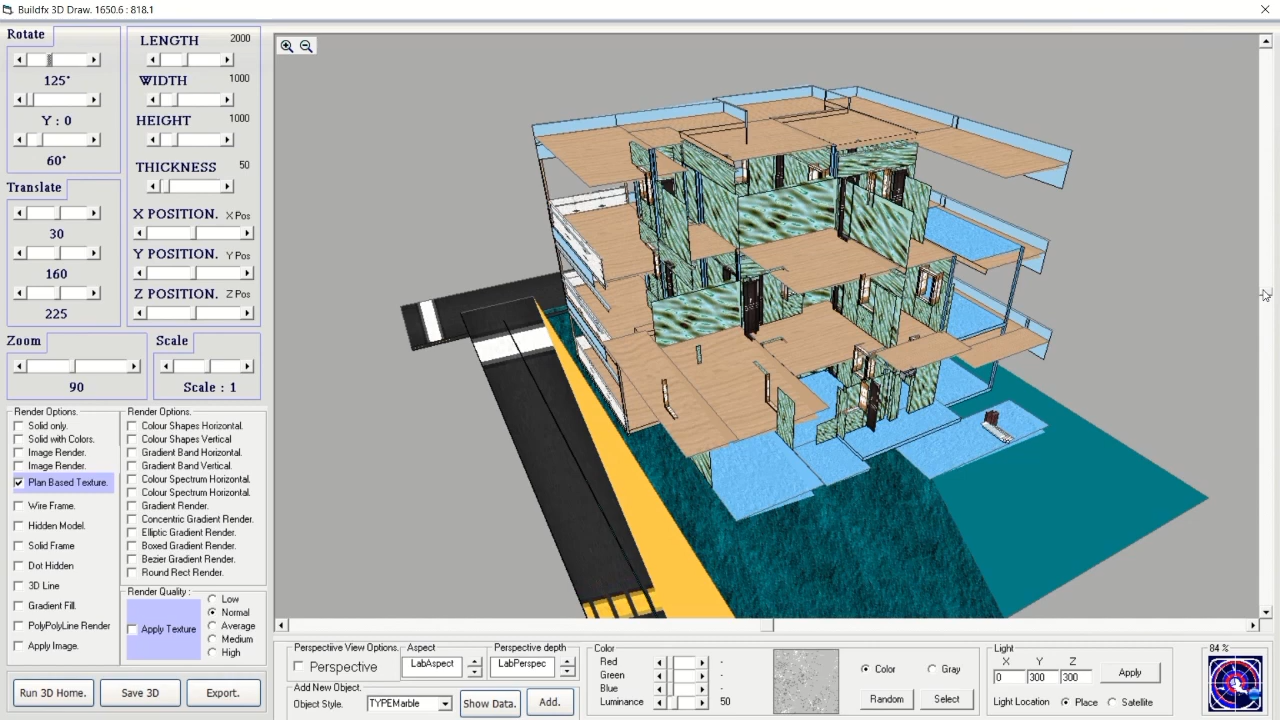 Buildfx 3D Draw. 1650.6 : 818.1
Rotate
125°
Y : 0
60°
Translate
30
160
225
LENGTH 2000
WIDTH 1000
HEIGHT 1000
THICKNESS 50
X POSITION. X Pos
Y POSITION. Y Pos
Z POSITION. Z Pos
Zoom
90
Scale
Scale : 1
Render Options.
Solid only.
Solid with Colors.
Image Render.
Image Render.
Plan Based Texture.
Wire Frame.
Hidden Model.
Solid Frame
Dot Hidden
3D Line
Gradient Fill.
PolyPolyLine Render
Apply Image.
Render Options.
Colour Shapes Horizontal.
Colour Shapes Vertical
Gradient Band Horizontal.
Gradient Band Vertical.
Colour Spectrum Horizontal.
Colour Spectrum Horizontal.
Gradient Render.
Concentric Gradient Render.
Elliptic Gradient Render.
Boxed Gradient Render.
Bezier Gradient Render.
Round Rect Render.
Render Quality :
Apply Texture
Low
Normal
Average
Medium
High
Run 3D Home.
Save 3D
Export.
Perspectiive View Options.
Perspective
Aspect
LabAspect
Perspective depth
LabPerspec
Add New Object.
Object Style.
TYPEMarble
Show Data.
Add.
Color
Red -
Green -
Blue -
Luminance 50
Color
Gray
Random
Select
Light
X Y Z
0 300 300
Apply
Light Location
Place
Satellite
84 %